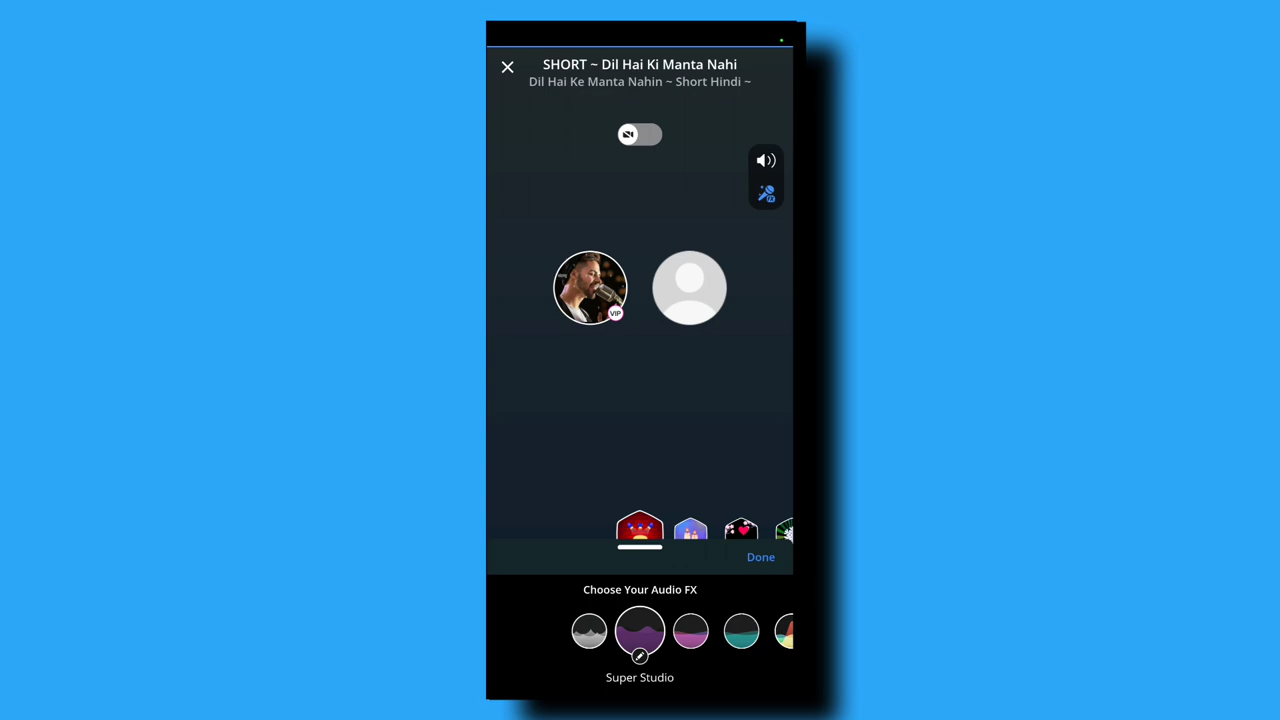 SHORT ~ Dil Hai Ki Manta Nahi
Dil Hai Ke Manta Nahin ~ Short Hindi ~
FX
VIP
Done
Choose Your Audio FX
Super Studio